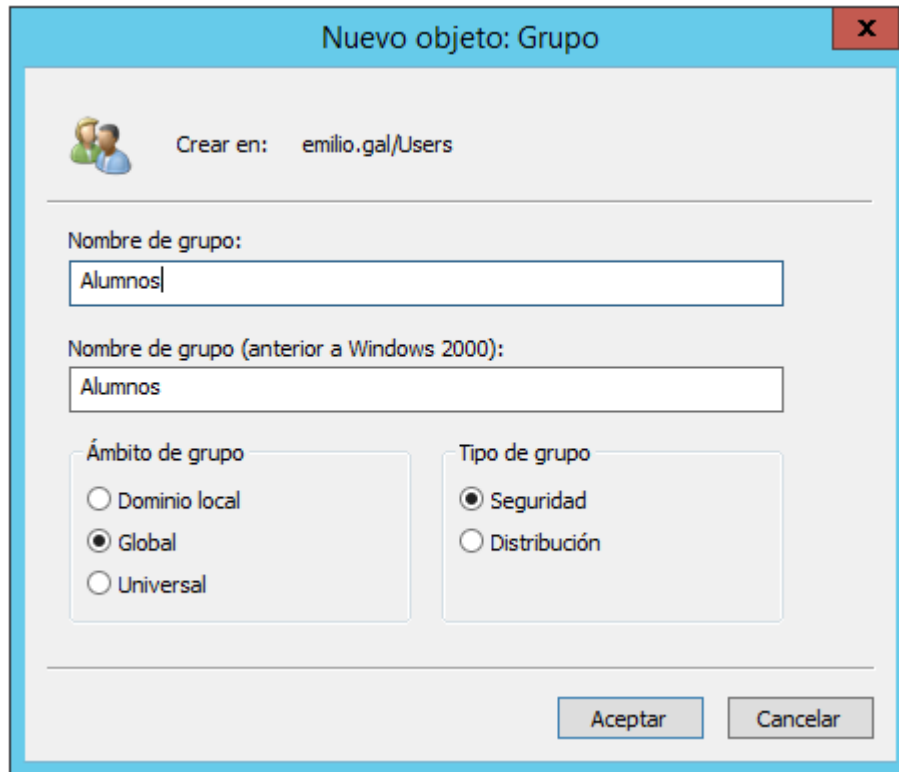 Nuevo objeto: Grupo
x
Crear en: emilio.gal/Users
Nombre de grupo:
Alumnos
Nombre de grupo (anterior a Windows 2000):
Alumnos
Ámbito de grupo
Dominio local
Global
Universal
Tipo de grupo
Seguridad
Distribución
Aceptar
Cancelar